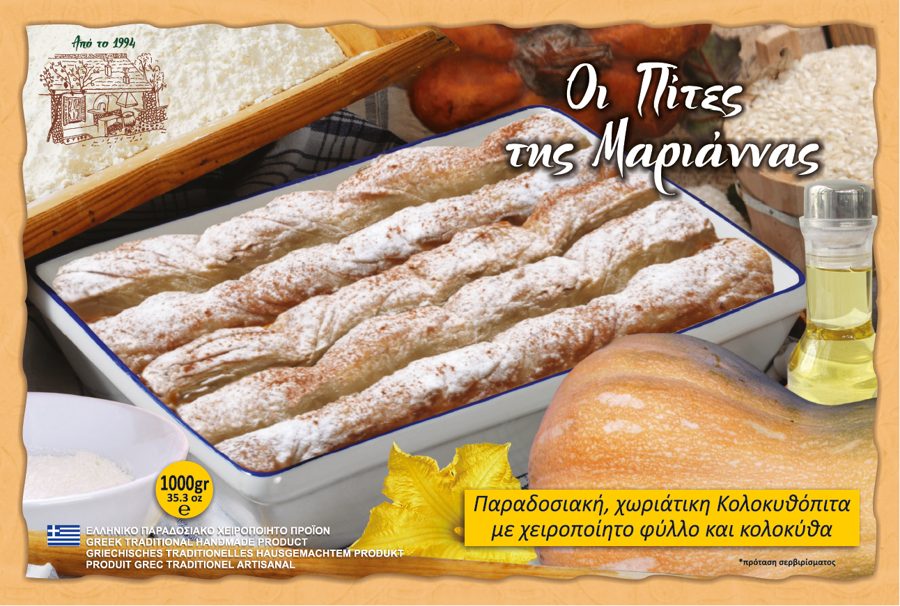 Από το 1994
Οι Πίτες
της Μαριάννας
1000gr
35.3 oz
e
Παραδοσιακή, χωριάτικη Κολοκυθόπιτα
με χειροποίητο φύλλο και κολοκύθα
*πρόταση σερβιρίσματος
ΕΛΛΗΝΙΚΟ ΠΑΡΑΔΟΣΙΑΚΟ ΧΕΙΡΟΠΟΙΗΤΟ ΠΡΟΪΟΝ
GREEK TRADITIONAL HANDMADE PRODUCT
GRIECHISCHES TRADITIONELLES HAUSGEMACHTEM PRODUKT
PRODUIT GREC TRADITIONEL ARTISANAL